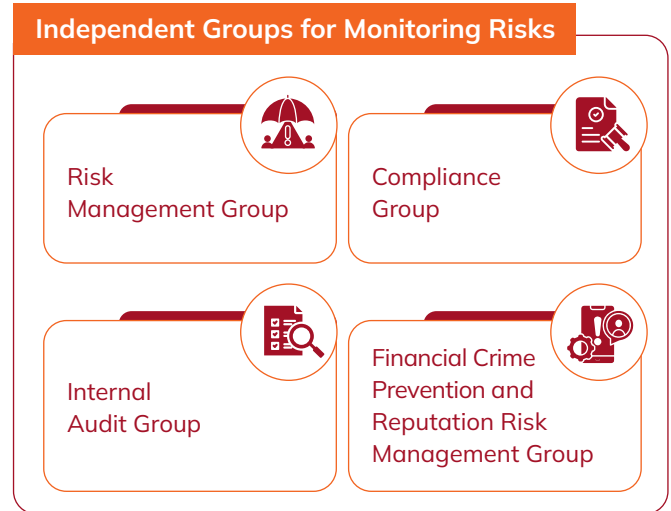 Independent Groups for Monitoring Risks
Risk
Management Group
Compliance
Group
Internal
Audit Group
Financial Crime
Prevention and
Reputation Risk
Management Group